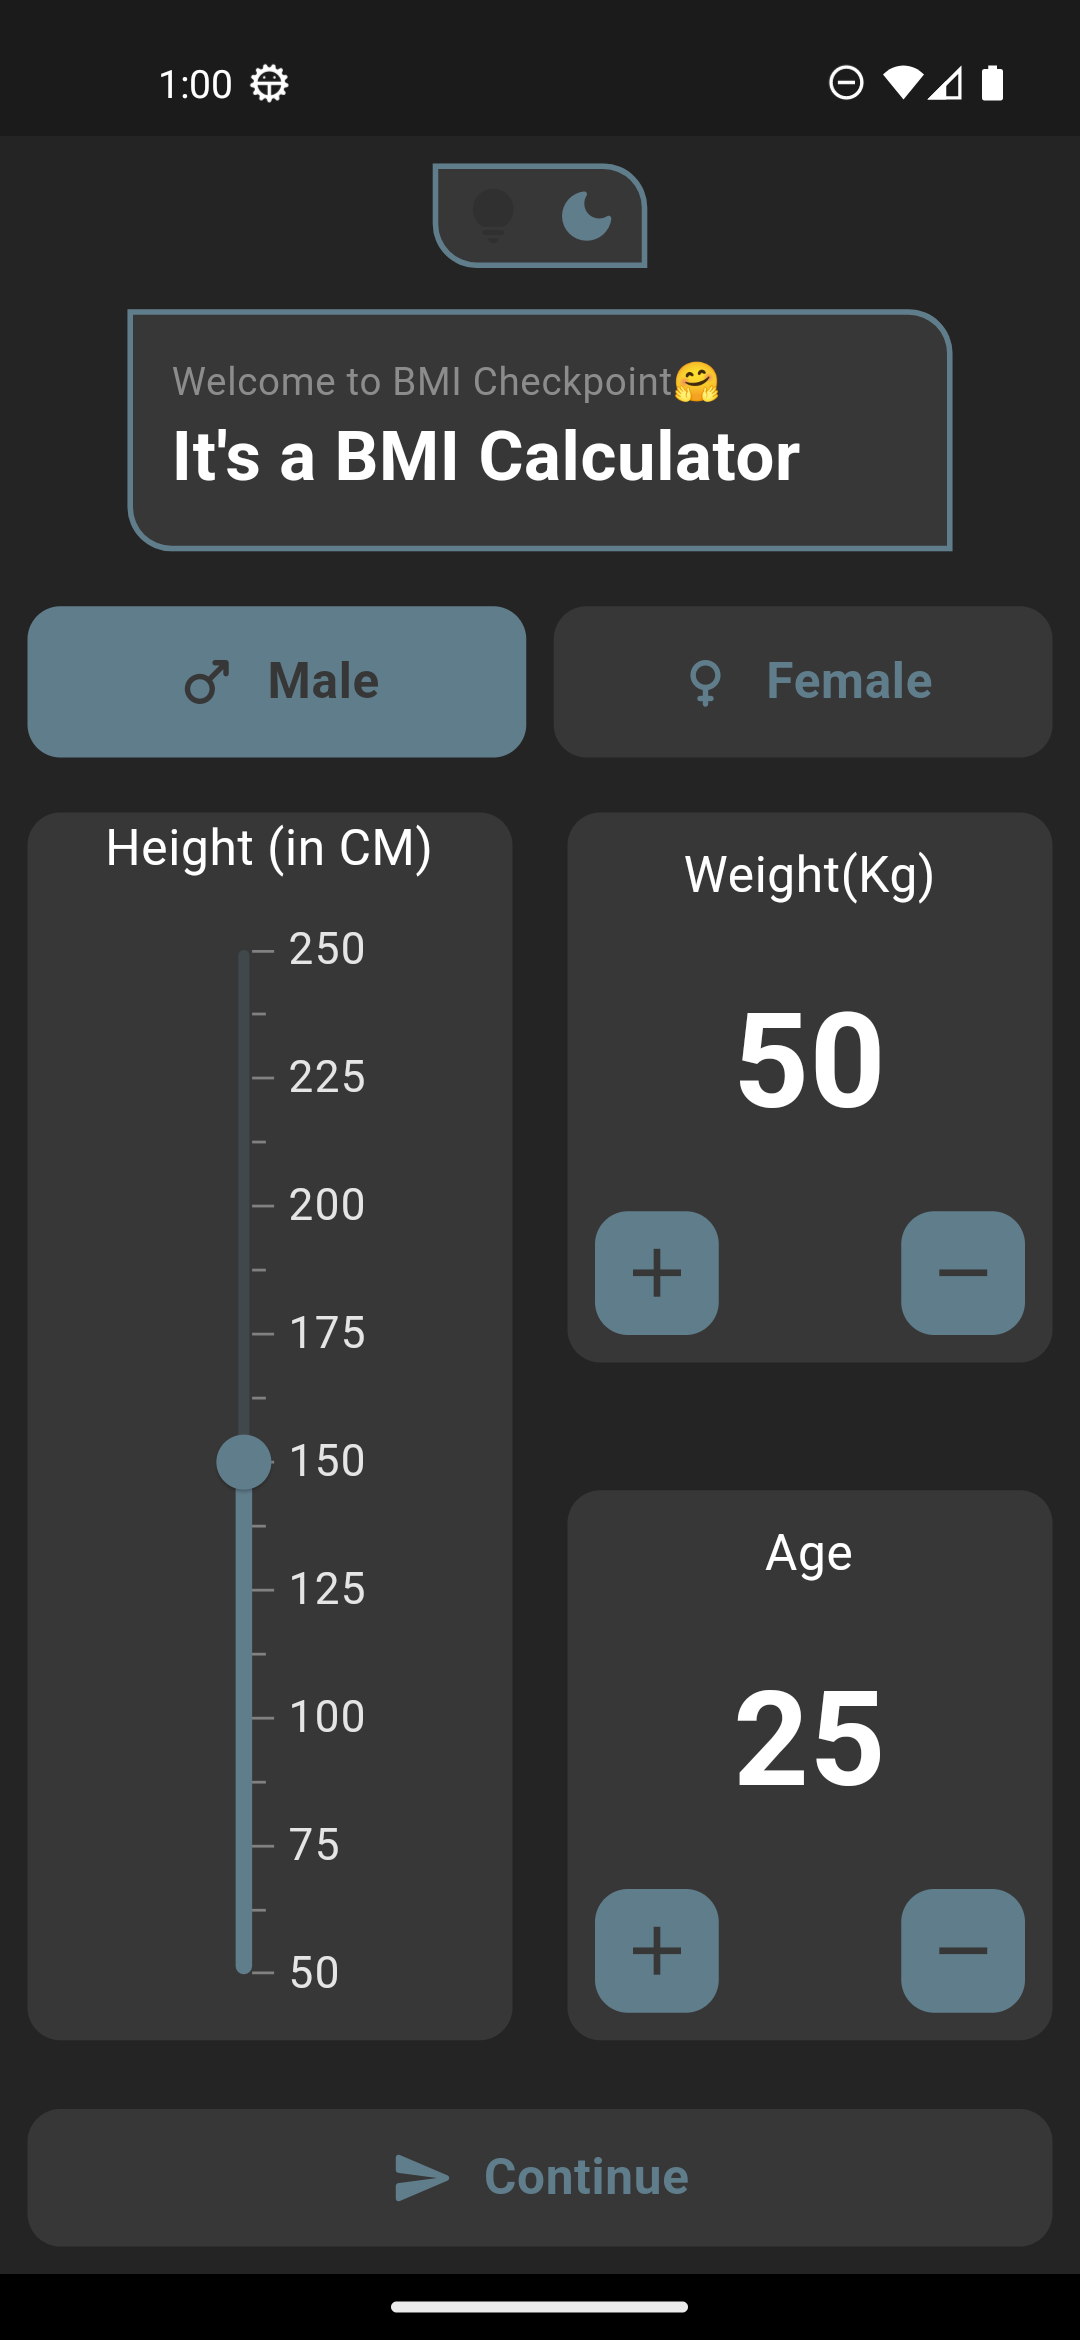 1:00
Welcome to BMI Checkpoint🤗
It's a BMI Calculator
Male
Female
Height (in CM)
250
225
200
175
150
125
100
75
50
Weight(Kg)
50
Age
25
Continue